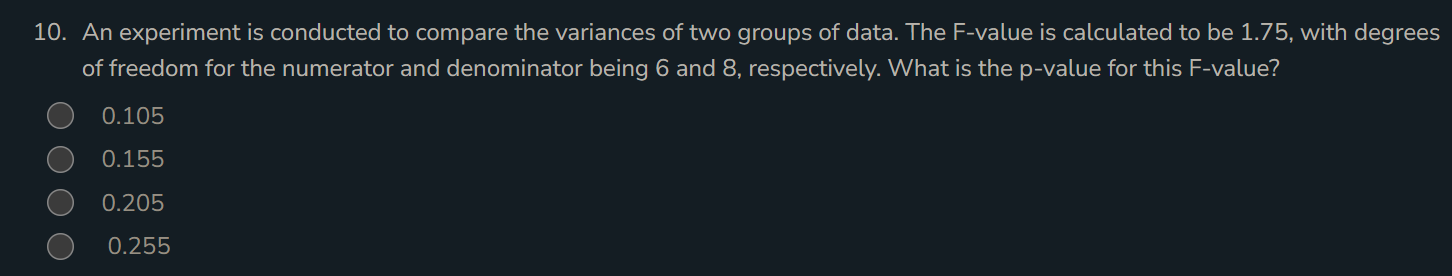 10. An experiment is conducted to compare the variances of two groups of data. The F-value is calculated to be 1.75, with degrees
of freedom for the numerator and denominator being 6 and 8, respectively. What is the p-value for this F-value?
0.105
0.155
0.205
0.255